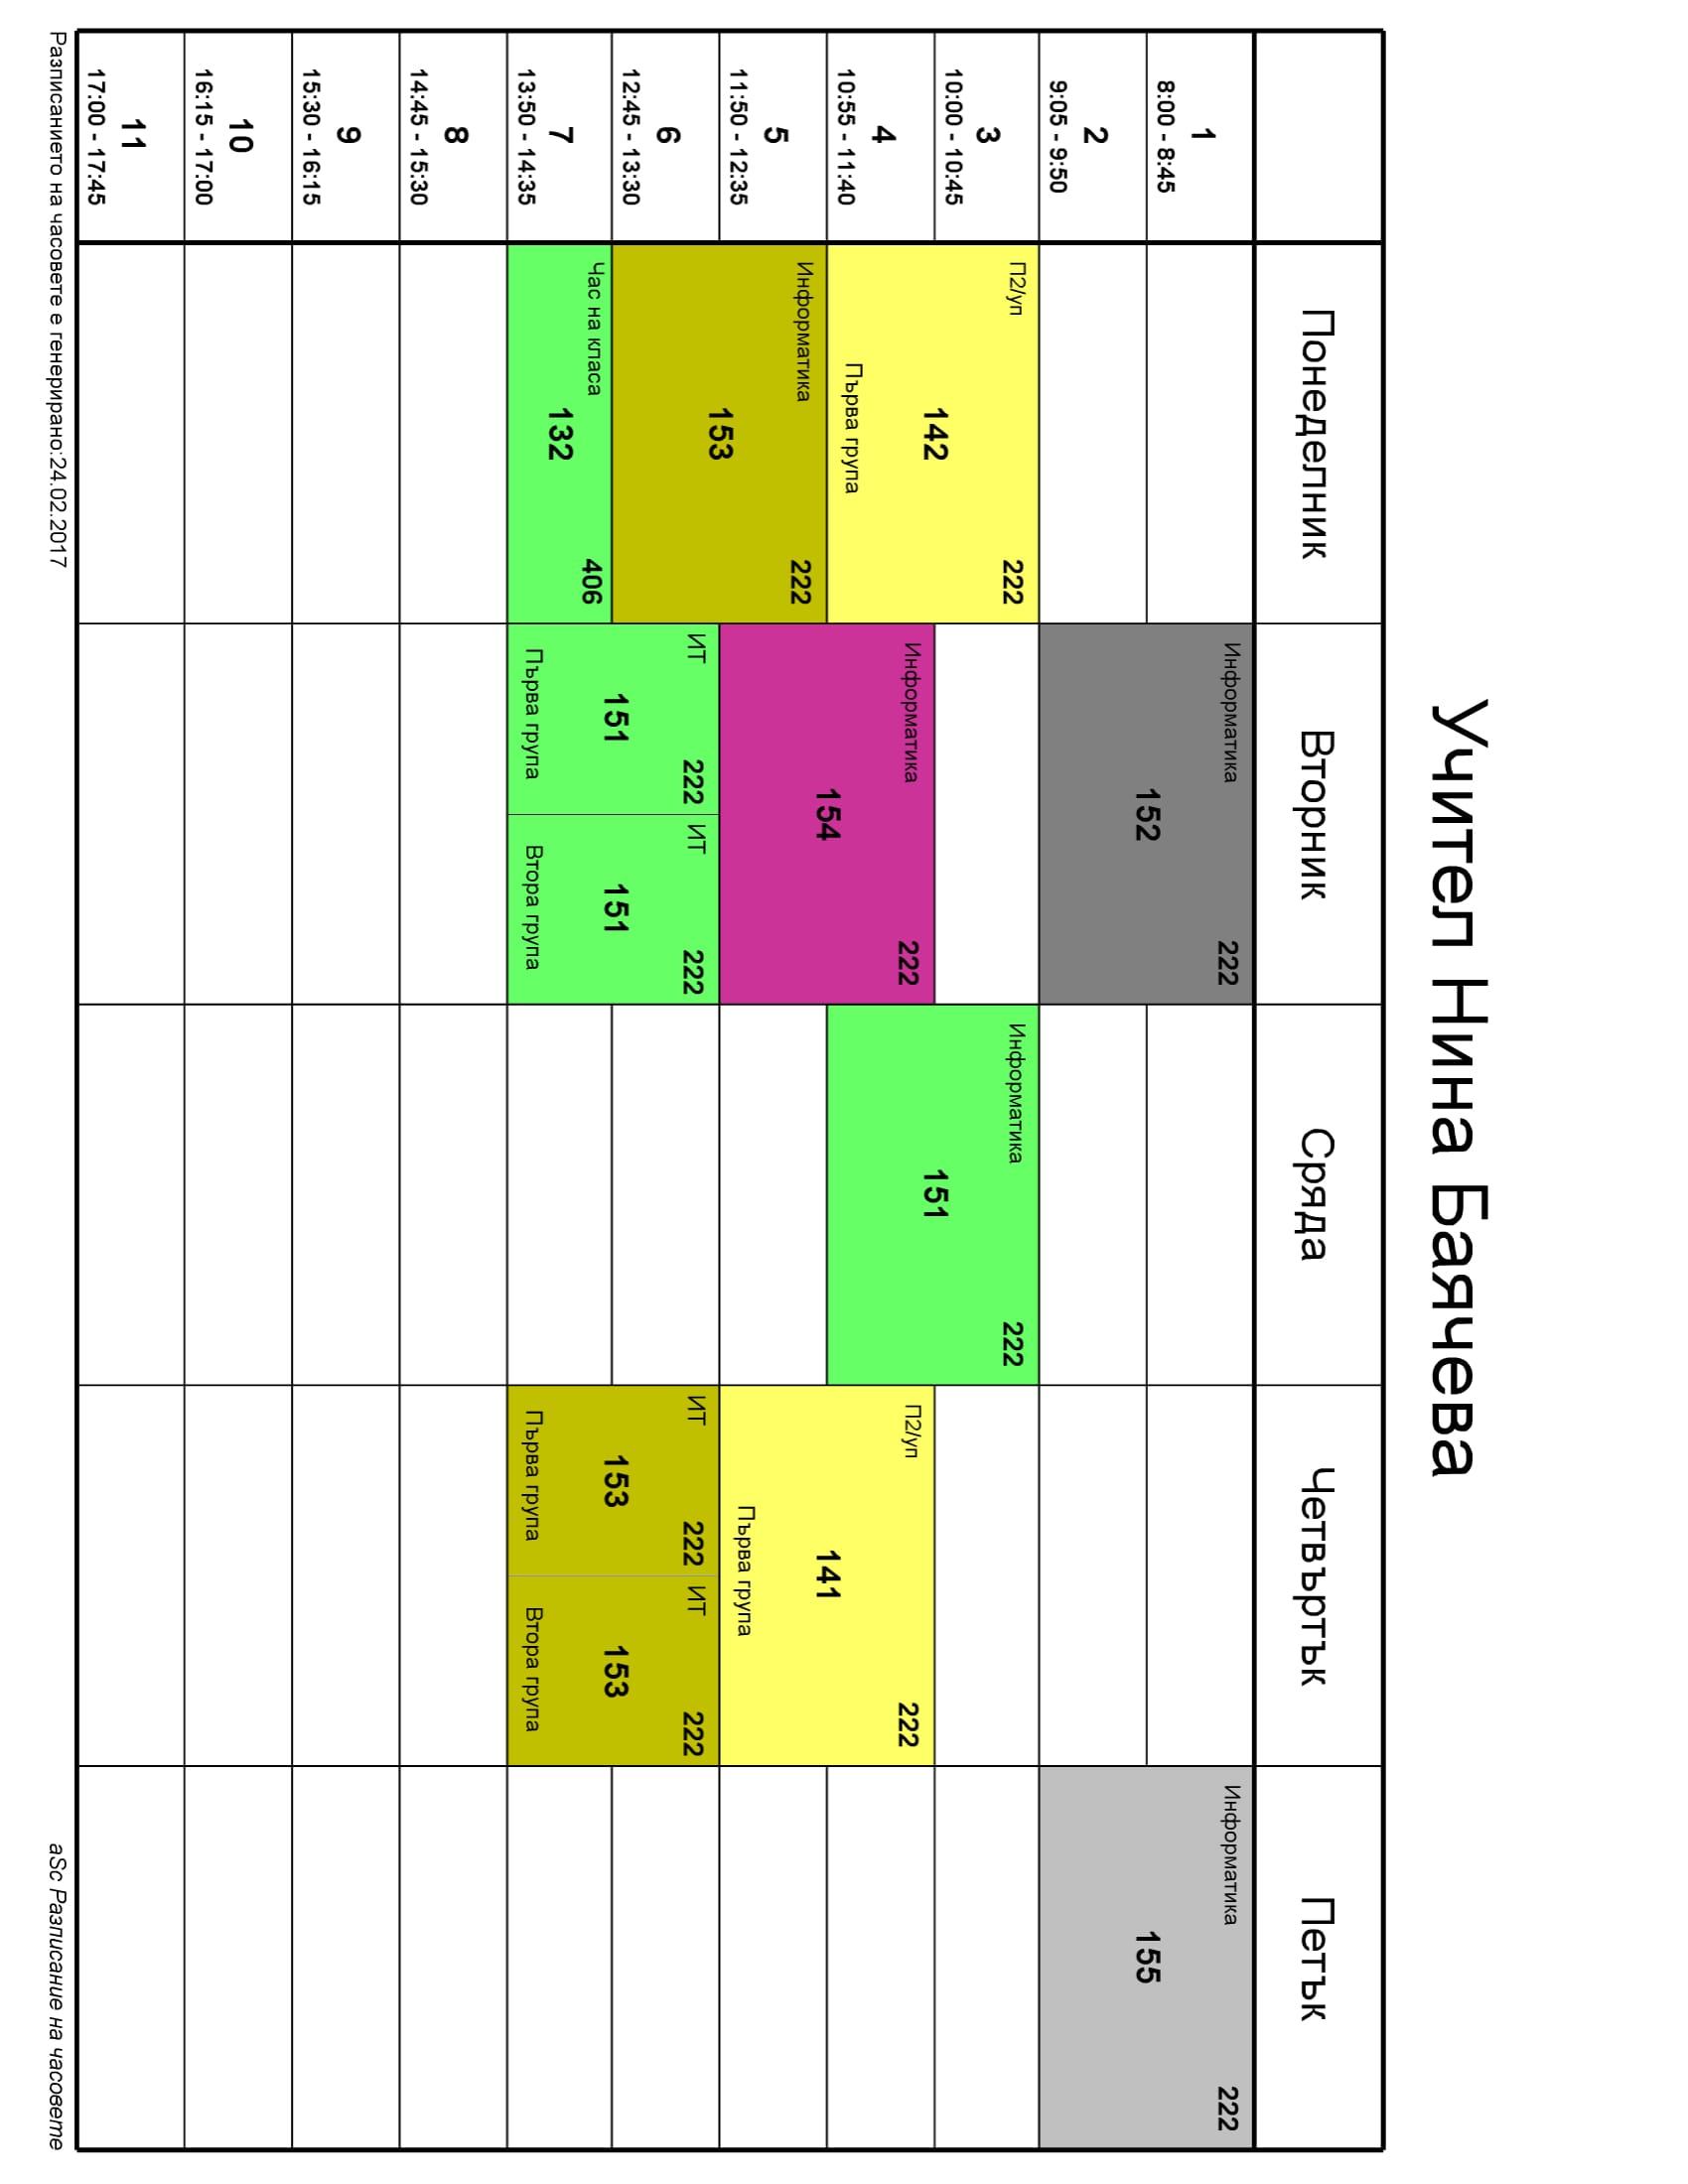 Учител Нина Баячева
Понеделник
Вторник
Сряда
Четвъртък
Петък
1
8:00 - 8:45
Информатика
222
152
Информатика
222
155
2
9:05 - 9:50
3
10:00 - 10:45
П2/уп
222
142
Първа група
Информатика
222
151
4
10:55 - 11:40
Информатика
222
154
П2/уп
222
141
Първа група
5
11:50 - 12:35
Информатика
222
153
6
12:45 - 13:30
ИТ
222
151
Първа група
ИТ
222
151
Втора група
ИТ
222
153
Първа група
ИТ
222
153
Втора група
7
13:50 - 14:35
Час на класа
406
132
8
14:45 - 15:30
9
15:30 - 16:15
10
16:15 - 17:00
11
17:00 - 17:45
Разписанието на часовете е генерирано:24.02.2017
aSc Разписание на часовете